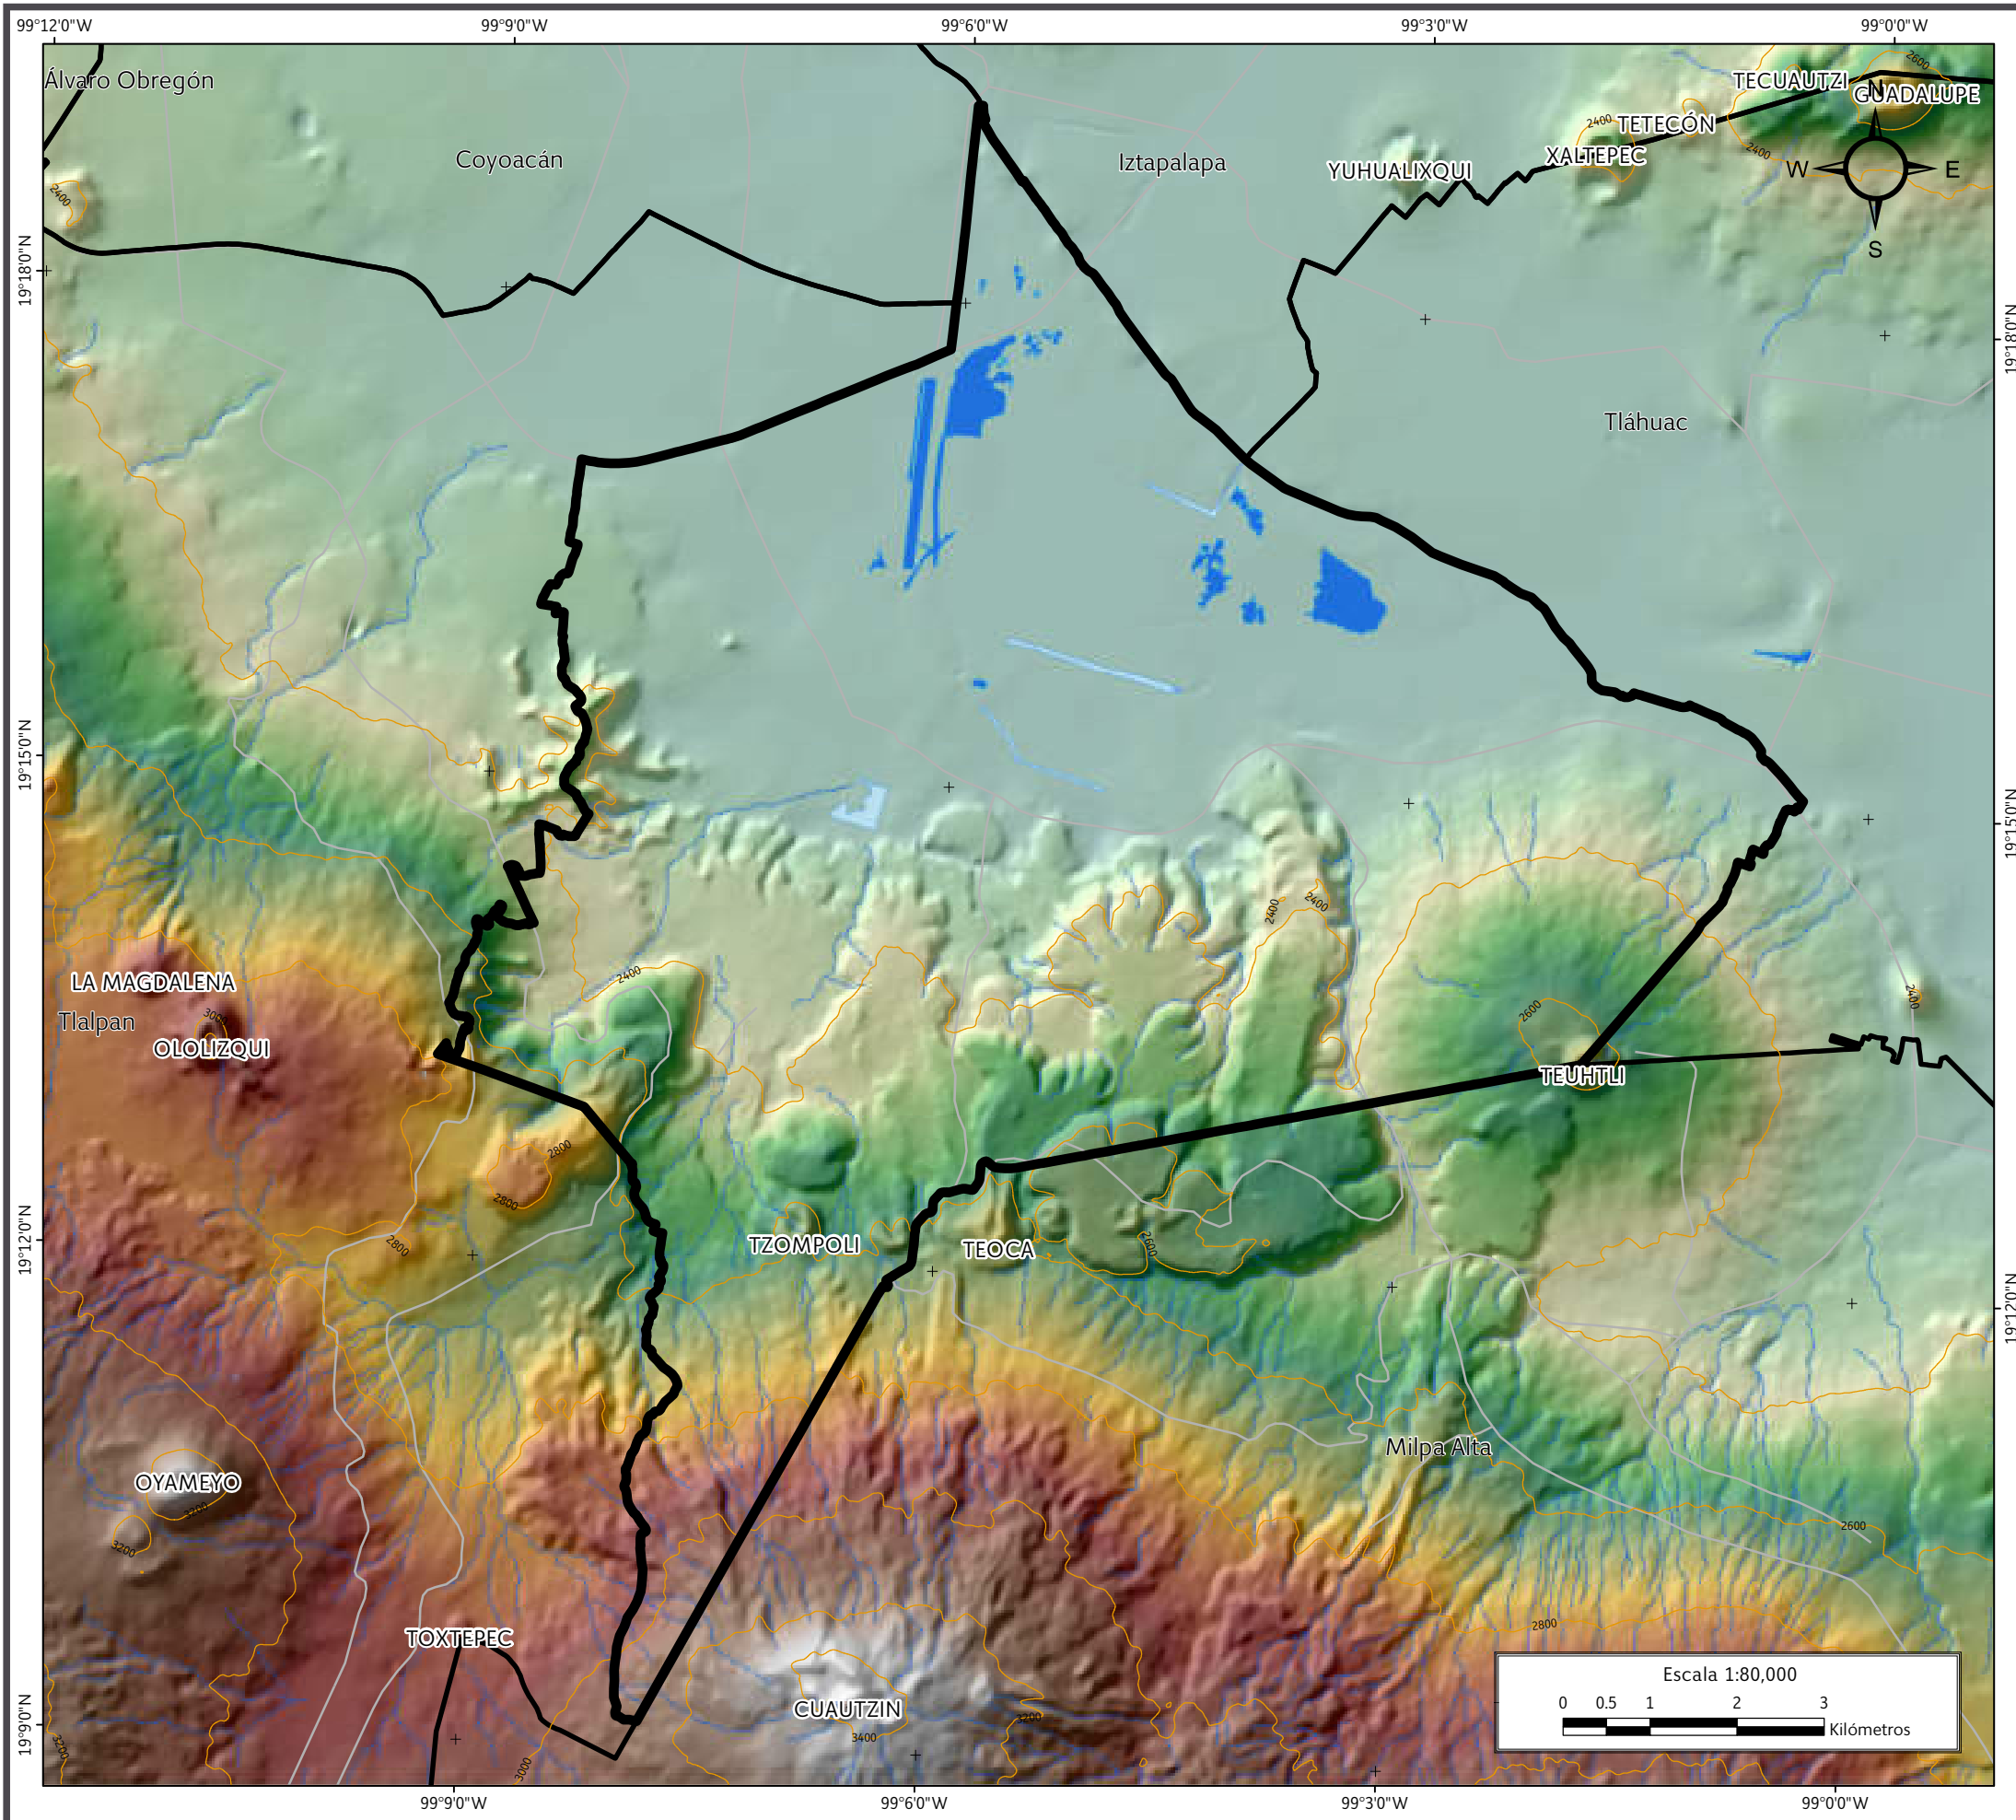 99°12'0"W
99°9'0"W
99°6'0"W
99°3'0"W
99°0'0"W
2600
Álvaro Obregón
TECUAUTZI
N
GUADALUPE
2400
TETECÓN
2400
Coyoacán
Iztapalapa
XALTEPEC
YUHUALIXQUI
W
E
2400
S
19°18'0"N
19°18'0"N
Tláhuac
19°15'0"N
19°15'0"N
2400
2400
2400
LA MAGDALENA
2400
Tlalpan
3000
2600
OLOLIZQUI
TEUHTLI
2800
2800
19°12'0"N
2800
TZOMPOLI
TEOCA
2600
19°12'0"N
Milpa Alta
OYAMEYO
3200
2600
3200
2800
TOXTEPEC
Escala 1:80,000
0 0.5 1 2 3
Kilómetros
CUAUTZIN
3200
19°9'0"N
3400
3200
3000
99°9'0"W
99°6'0"W
99°3'0"W
99°0'0"W